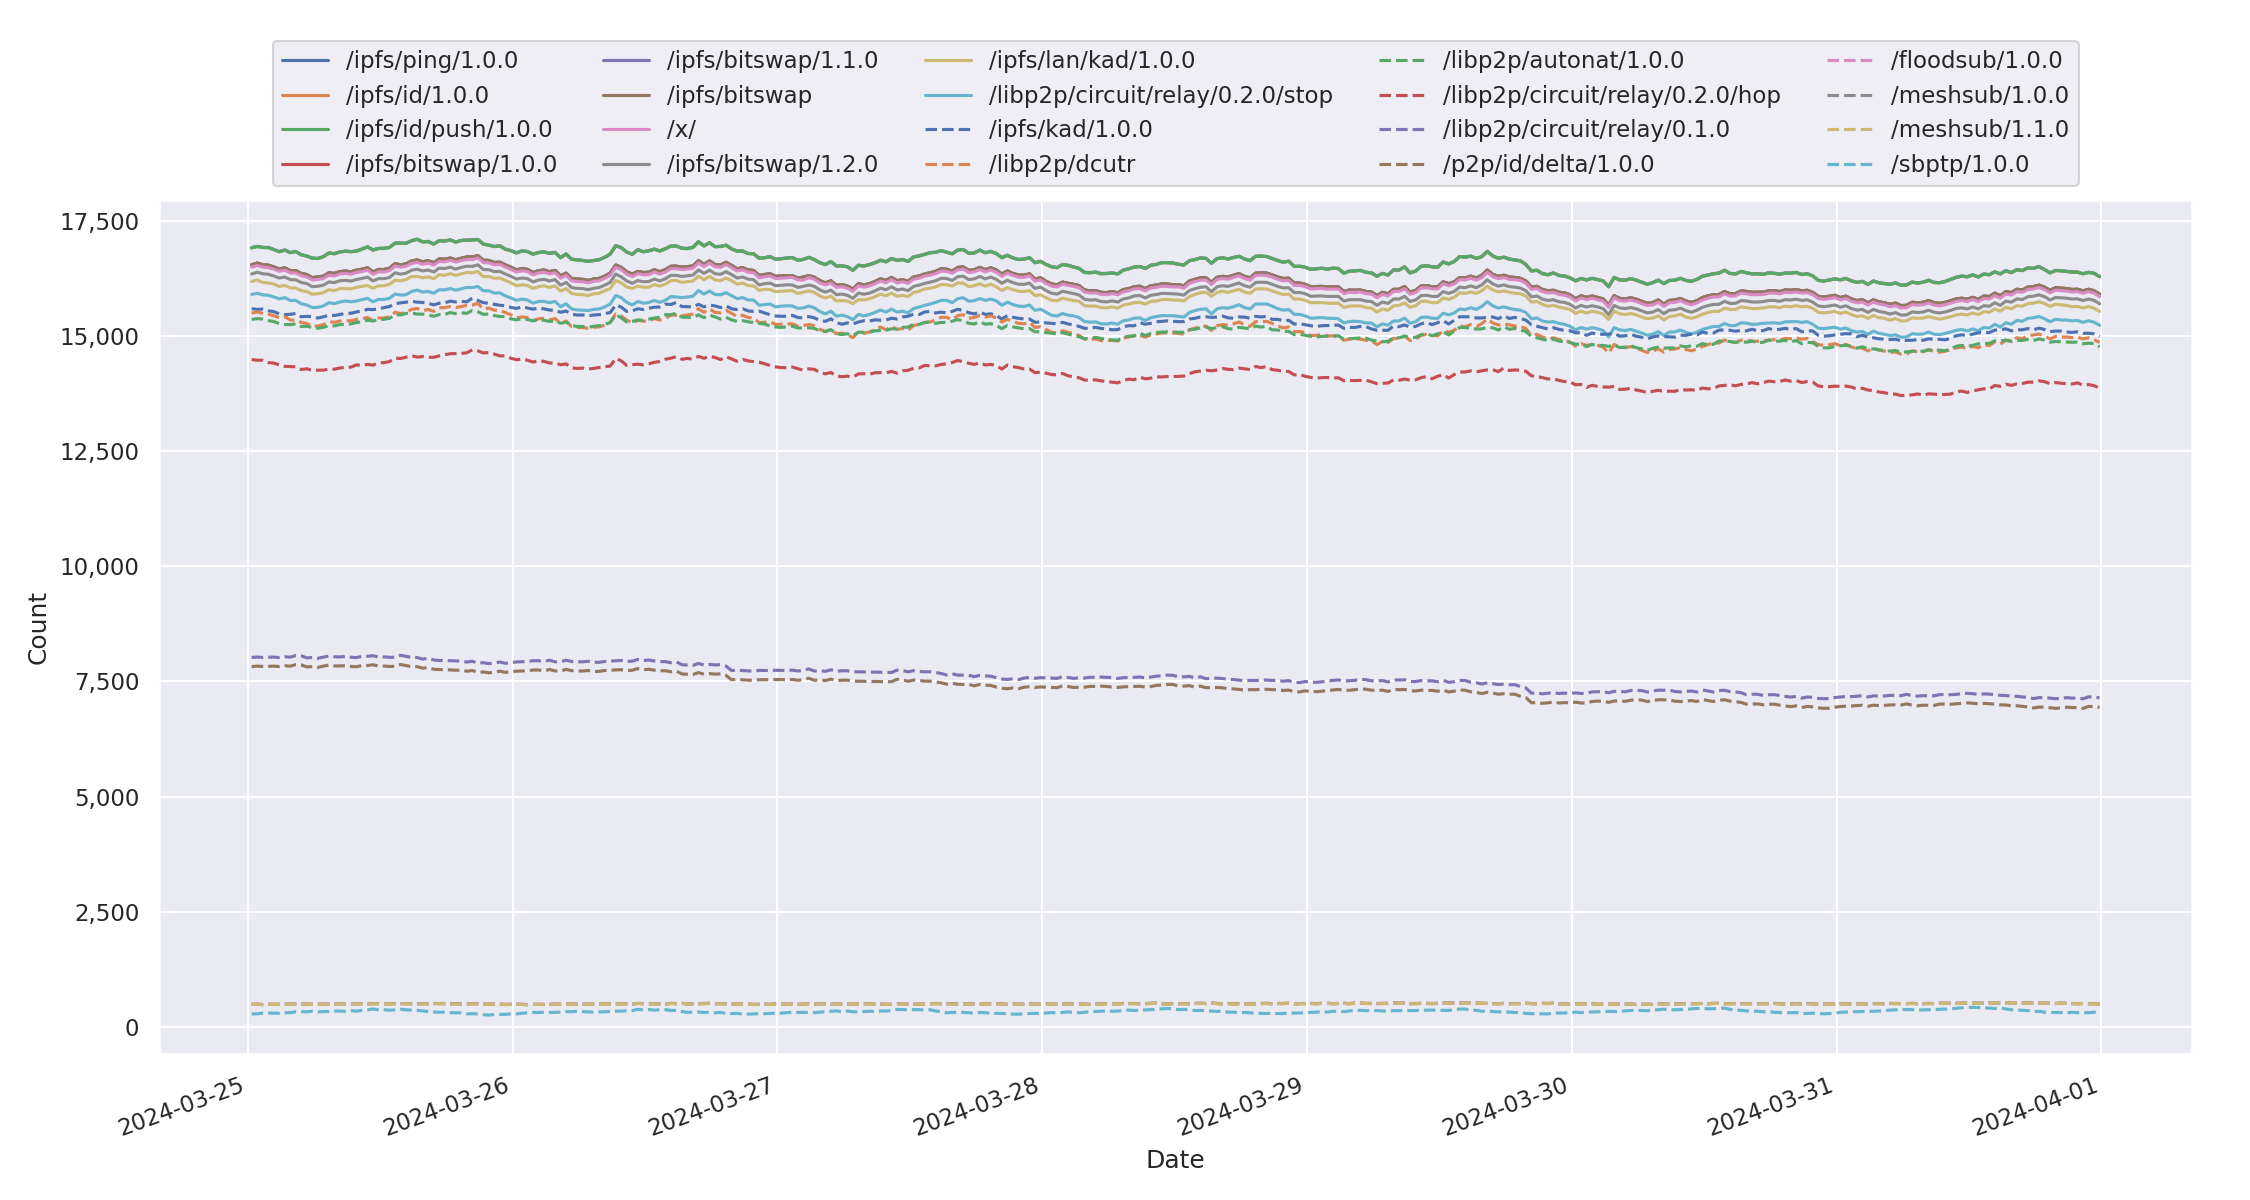 /ipfs/ping/1.0.0
/ipfs/id/1.0.0
/ipfs/id/push/1.0.0
/ipfs/bitswap/1.0.0
/ipfs/bitswap/1.1.0
/ipfs/bitswap
/x/
/ipfs/bitswap/1.2.0
/ipfs/lan/kad/1.0.0
/libp2p/circuit/relay/0.2.0/stop
/ipfs/kad/1.0.0
/libp2p/dcutr
/libp2p/autonat/1.0.0
/libp2p/circuit/relay/0.2.0/hop
/libp2p/circuit/relay/0.1.0
/p2p/id/delta/1.0.0
/floodsub/1.0.0
/meshsub/1.0.0
/meshsub/1.1.0
/sbptp/1.0.0
17,500
15,000
12,500
10,000
7,500
5,000
2,500
0
Count
2024-03-25
2024-03-26
2024-03-27
2024-03-28
2024-03-29
2024-03-30
2024-03-31
2024-04-01
Date